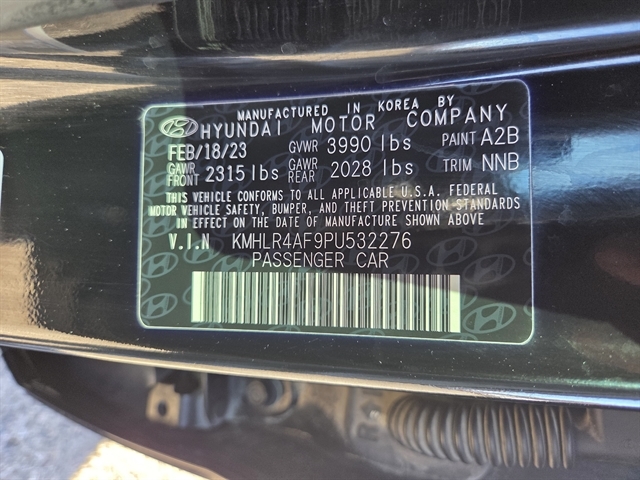 MANUFACTURED IN KOREA BY
HYUNDAI MOTOR COMPANY
FEB/18/23 GVWR 3990 lbs PAINT A2B
GAWR FRONT 2315 lbs GAWR REAR 2028 lbs TRIM NNB
THIS VEHICLE CONFORMS TO ALL APPLICABLE U.S.A. FEDERAL
MOTOR VEHICLE SAFETY, BUMPER, AND THEFT PREVENTION STANDARDS
IN EFFECT ON THE DATE OF MANUFACTURE SHOWN ABOVE.
V.I.N KMHLR4AF9PU532276
PASSENGER CAR